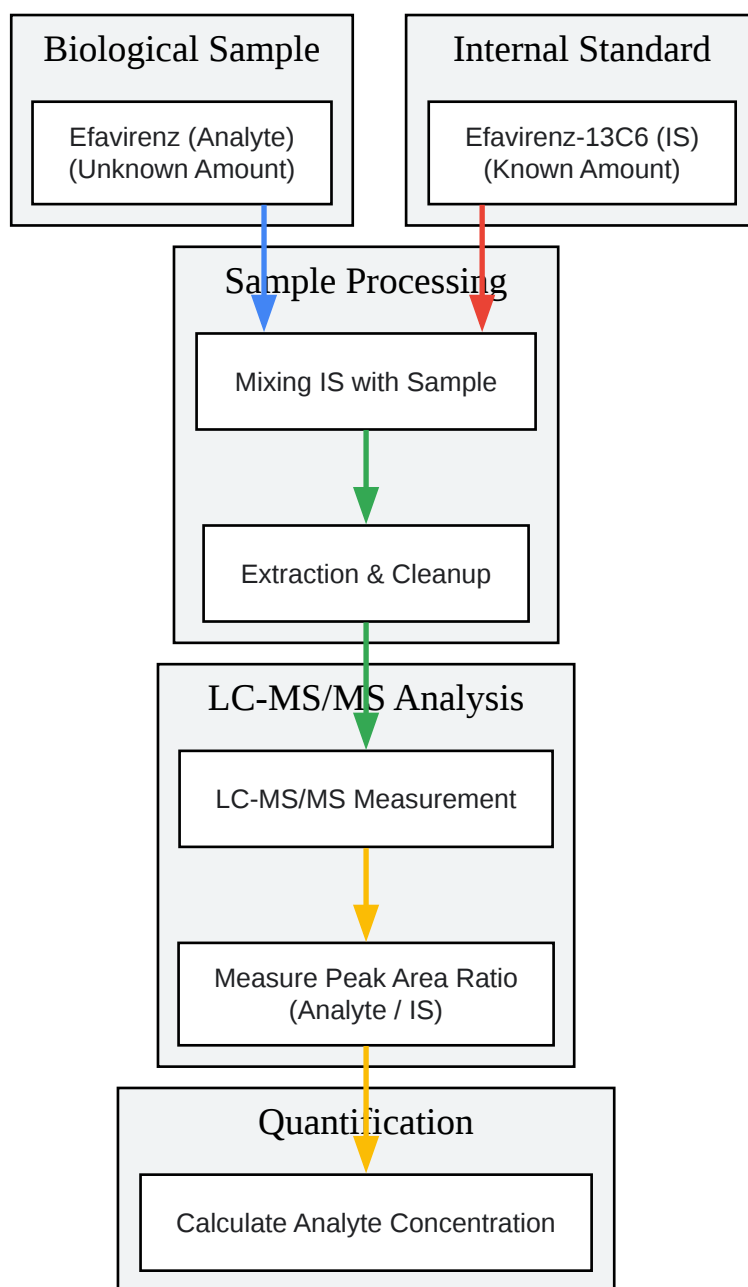 Biological Sample
Efavirenz (Analyte)
(Unknown Amount)
Internal Standard
Efavirenz-13C6 (IS)
(Known Amount)
Sample Processing
Mixing IS with Sample
Extraction & Cleanup
LC-MS/MS Analysis
LC-MS/MS Measurement
Measure Peak Area Ratio
(Analyte / IS)
Quantification
Calculate Analyte Concentration